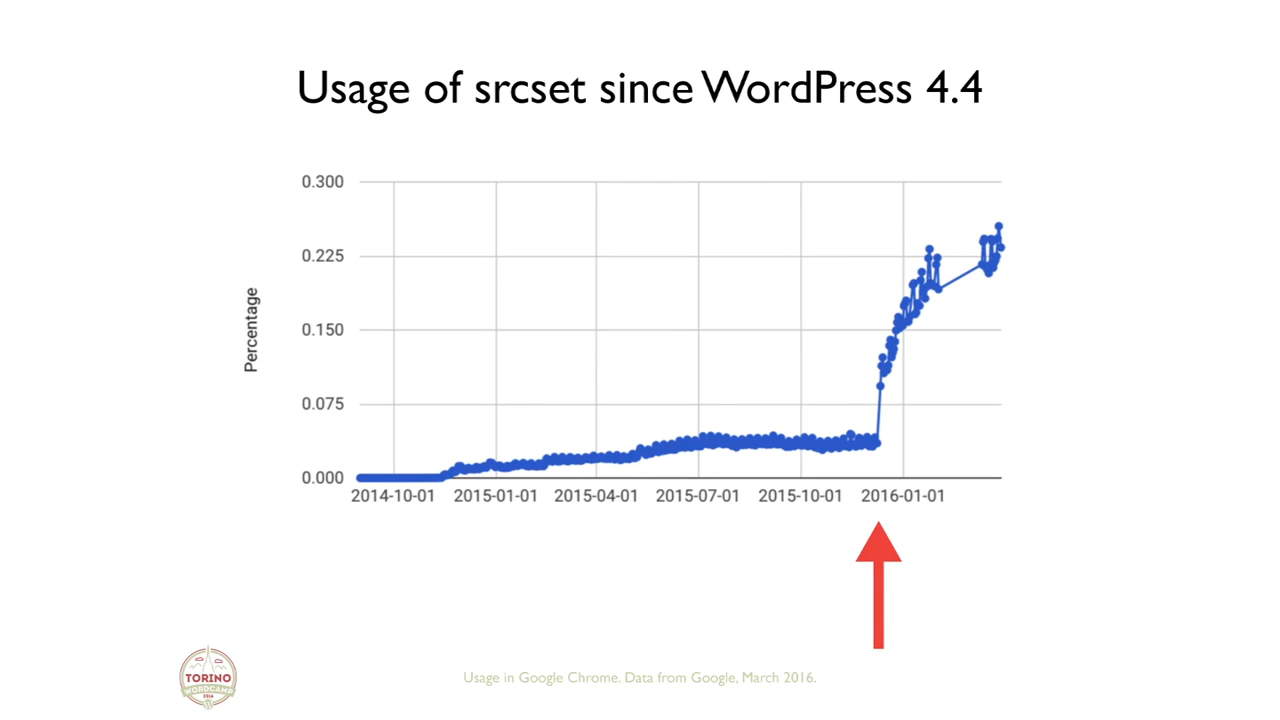 Usage of srcset since WordPress 4.4
0.300
0.225
0.150
0.075
0.000
Percentage
2014-10-01 2015-01-01 2015-04-01 2015-07-01 2015-10-01 2016-01-01
TORINO
WORDCAMP
2016
Usage in Google Chrome. Data from Google, March 2016.